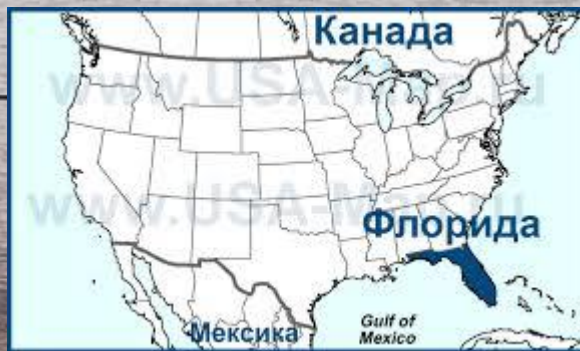 Канада
www.USA-Map.ru
www.USA-Map.ru
Флорида
Мексика
Gulf of
Mexico